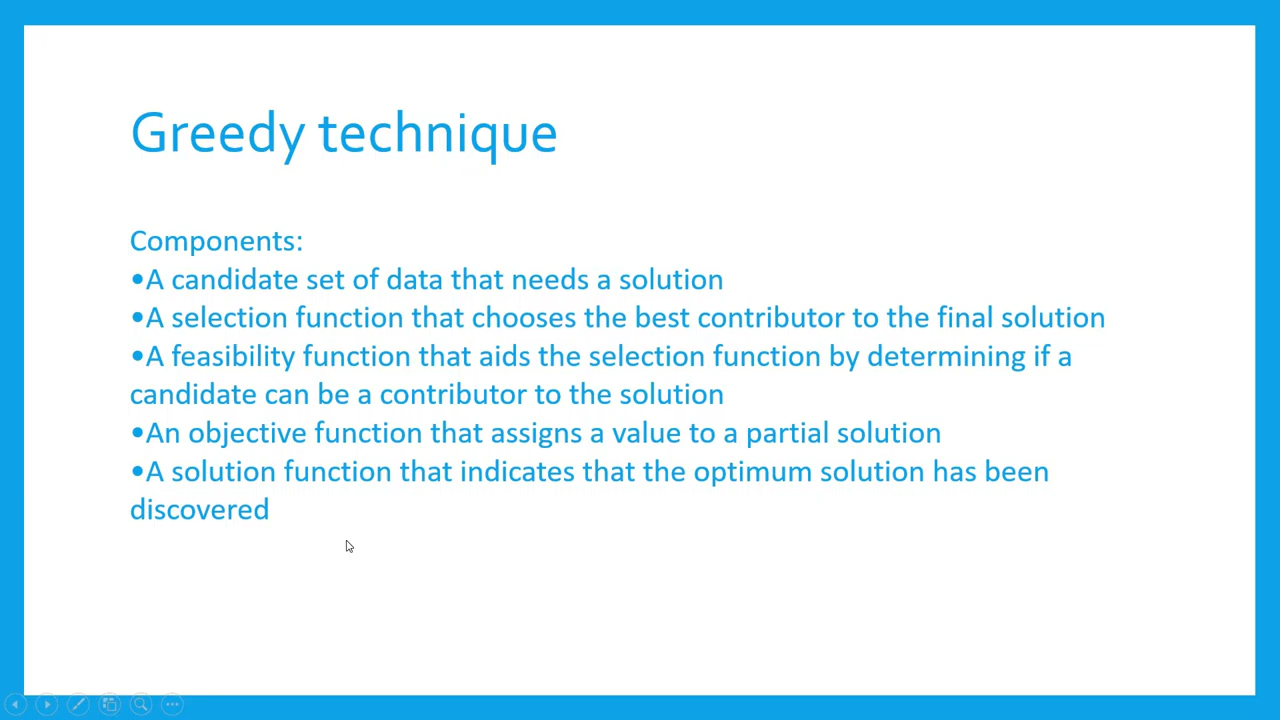 Greedy technique
Components:
•A candidate set of data that needs a solution
•A selection function that chooses the best contributor to the final solution
•A feasibility function that aids the selection function by determining if a
candidate can be a contributor to the solution
•An objective function that assigns a value to a partial solution
•A solution function that indicates that the optimum solution has been
discovered